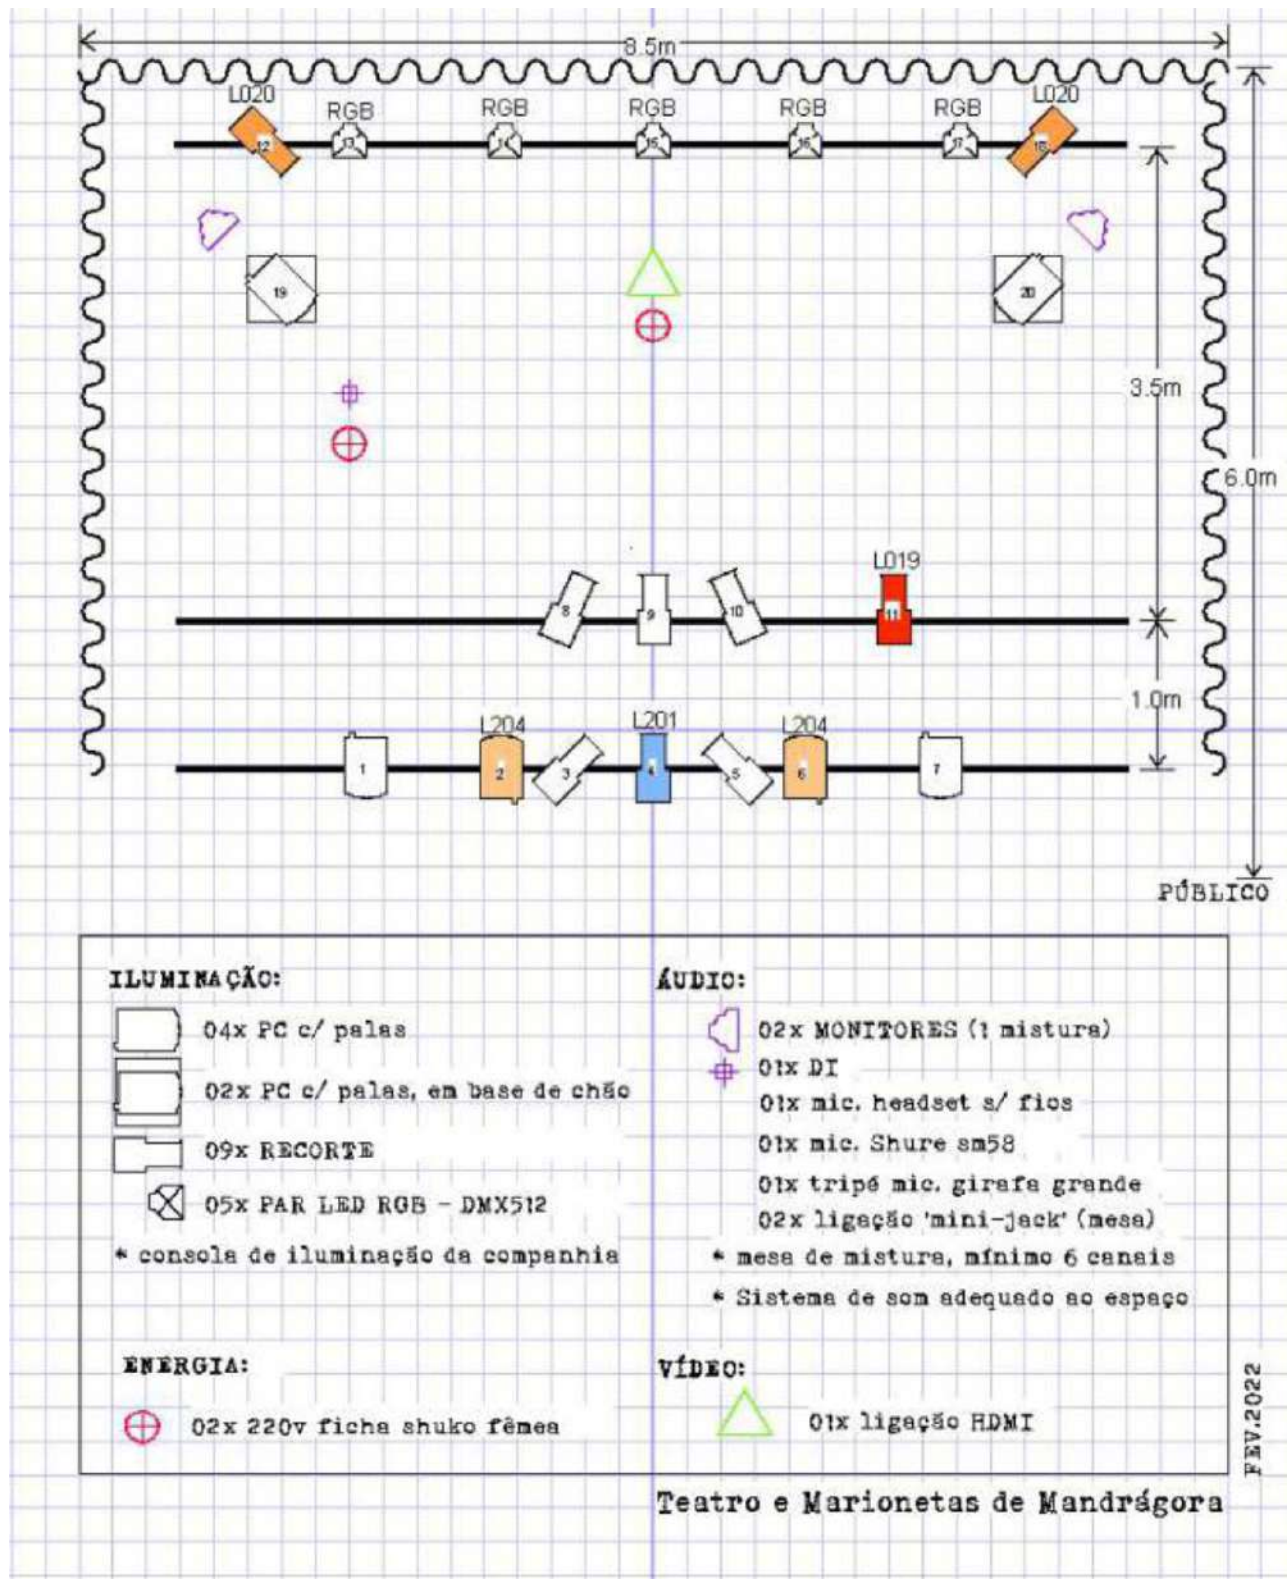 8.5m
L020
RGB
RGB
RGB
RGB
RGB
L020
12
13
14
15
16
17
18
19
20
3.5m
6.0m
L019
8
9
10
11
1.0m
L204
L201
L204
1
2
3
4
5
6
7
PÚBLICO
ILUMINAÇÃO:
04x PC c/ palas
02x PC c/ palas, em base de chão
09x RECORTE
05x PAR LED RGB - DMX512
* consola de iluminação da companhia
ÁUDIO:
02x MONITORES (1 mistura)
01x DI
01x mic. headset s/ fios
01x mic. Shure sm58
01x tripé mic. girafa grande
02x ligação 'mini-jack' (mesa)
* mesa de mistura, mínimo 6 canais
* Sistema de som adequado ao espaço
ENERGIA:
02x 220v ficha shuko fêmea
VÍDEO:
01x ligação HDMI
FEV.2022
Teatro e Marionetas de Mandrágora